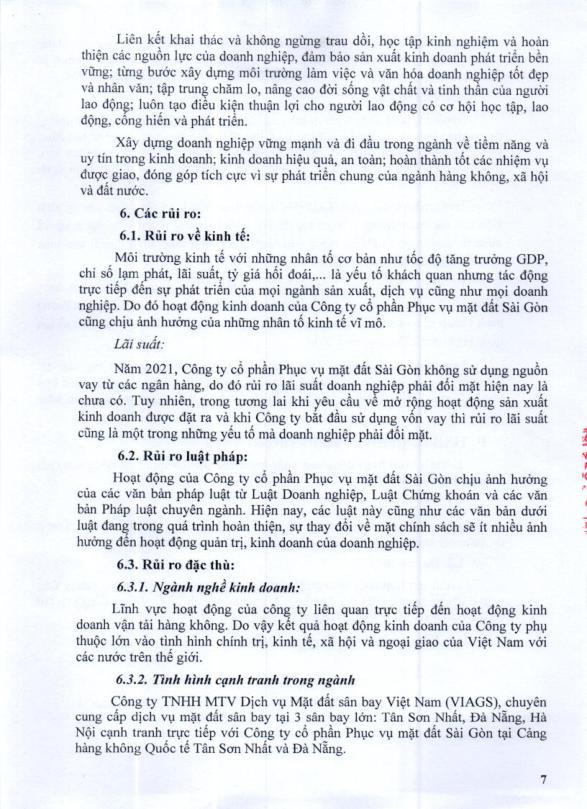 Liên kết khai thác và không ngừng trau dồi, học tập kinh nghiệm và hoàn
thiện các nguồn lực của doanh nghiệp, đảm bảo sản xuất kinh doanh phát triển bền
vững; từng bước xây dựng môi trường làm việc và văn hóa doanh nghiệp tốt đẹp
và nhân văn; tập trung chăm lo, nâng cao đời sống vật chất và tinh thần của người
lao động; luôn tạo điều kiện thuận lợi cho người lao động có cơ hội học tập, lao
động, cống hiến và phát triển.
Xây dựng doanh nghiệp vững mạnh và đi đầu trong ngành về tiềm năng và
uy tín trong kinh doanh; kinh doanh hiệu quả, an toàn; hoàn thành tốt các nhiệm vụ
được giao, đóng góp tích cực vì sự phát triển chung của ngành hàng không, xã hội
và đất nước.
6. Các rủi ro:
6.1. Rủi ro về kinh tế:
Môi trường kinh tế với những nhân tố cơ bản như tốc độ tăng trưởng GDP,
chỉ số lạm phát, lãi suất, tỷ giá hối đoái,... là yếu tố khách quan nhưng tác động
trực tiếp đến sự phát triển của mọi ngành sản xuất, dịch vụ cũng như mọi doanh
nghiệp. Do đó hoạt động kinh doanh của Công ty cổ phần Phục vụ mặt đất Sài Gòn
cũng chịu ảnh hưởng của những nhân tố kinh tế vĩ mô.
Lãi suất:
Năm 2021, Công ty cổ phần Phục vụ mặt đất Sài Gòn không sử dụng nguồn
vay từ các ngân hàng, do đó rủi ro lãi suất doanh nghiệp phải đối mặt hiện nay là
chưa có. Tuy nhiên, trong tương lai khi yêu cầu về mở rộng hoạt động sản xuất
kinh doanh được đặt ra và khi Công ty bắt đầu sử dụng vốn vay thì rủi ro lãi suất
cũng là một trong những yếu tố mà doanh nghiệp phải đối mặt.
6.2. Rủi ro luật pháp:
Hoạt động của Công ty cổ phần Phục vụ mặt đất Sài Gòn chịu ảnh hưởng
của các văn bản pháp luật từ Luật Doanh nghiệp, Luật Chứng khoán và các văn
bản Pháp luật chuyên ngành. Hiện nay, các luật này cũng như các văn bản dưới
luật đang trong quá trình hoàn thiện, sự thay đổi về mặt chính sách sẽ ít nhiều ảnh
hưởng đến hoạt động quản trị, kinh doanh của doanh nghiệp.
6.3. Rủi ro đặc thù:
6.3.1. Ngành nghề kinh doanh:
Lĩnh vực hoạt động của công ty liên quan trực tiếp đến hoạt động kinh
doanh vận tải hàng không. Do vậy kết quả hoạt động kinh doanh của Công ty phụ
thuộc lớn vào tình hình chính trị, kinh tế, xã hội và ngoại giao của Việt Nam với
các nước trên thế giới.
6.3.2. Tình hình cạnh tranh trong ngành
Công ty TNHH MTV Dịch vụ Mặt đất sân bay Việt Nam (VIAGS), chuyên
cung cấp dịch vụ mặt đất sân bay tại 3 sân bay lớn: Tân Sơn Nhất, Đà Nẵng, Hà
Nội cạnh tranh trực tiếp với Công ty cổ phần Phục vụ mặt đất Sài Gòn tại Cảng
hàng không Quốc tế Tân Sơn Nhất và Đà Nẵng.
7